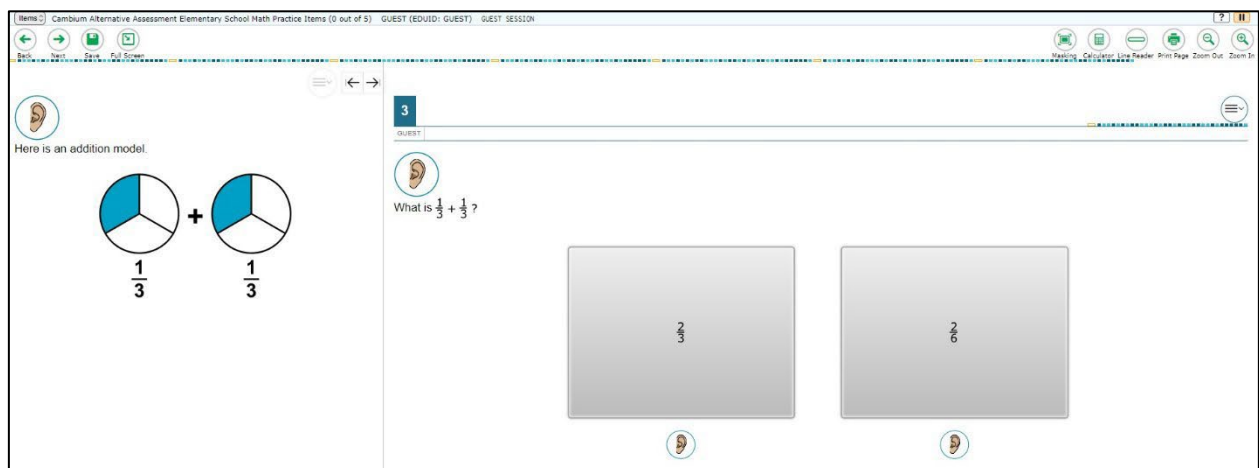 Items Cambium Alternative Assessment Elementary School Math Practice Items (0 out of 5) GUEST (EDUID: GUEST) GUEST SESSION ?
Back Next Save Full Screen Masking Calculator Line Reader Print Page Zoom Out Zoom In
Here is an addition model.
+
1/3 1/3
3
GUEST
What is 1/3 + 1/3 ?
2/3 2/6